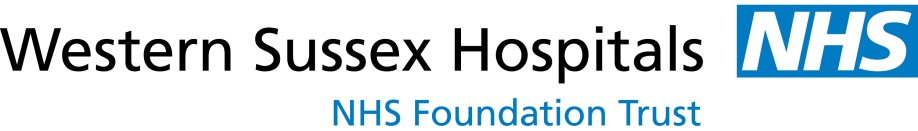 Western Sussex Hospitals NHS
NHS Foundation Trust